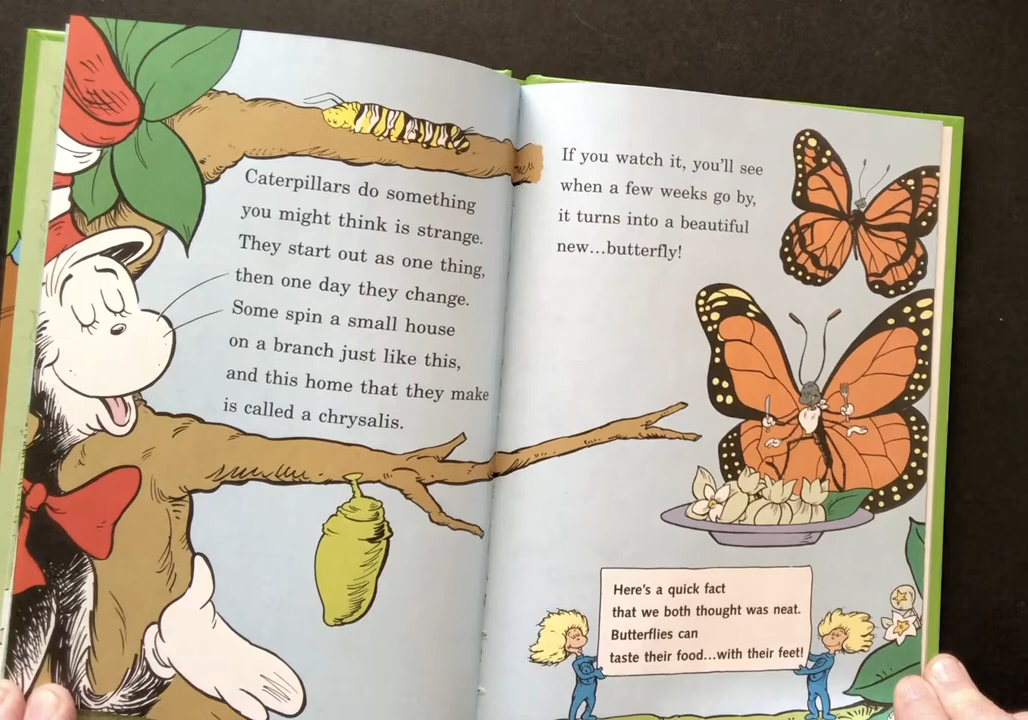 Caterpillars do something
you might think is strange.
They start out as one thing,
then one day they change.
Some spin a small house
on a branch just like this,
and this home that they make
is called a chrysalis.
If you watch it, you'll see
when a few weeks go by,
it turns into a beautiful
new...butterfly!
Here's a quick fact
that we both thought was neat.
Butterflies can
taste their food...with their feet!